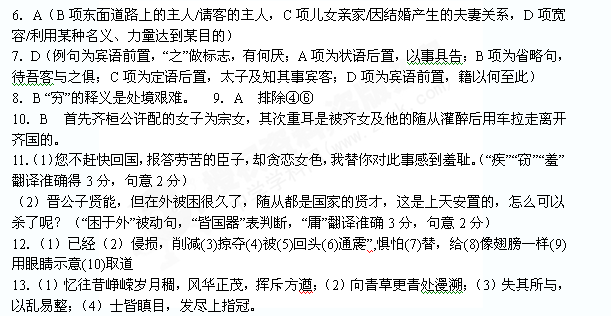 6. A（B 项东面道路上的主人/请客的主人，C 项儿女亲家/因结婚产生的夫妻关系，D 项宽
容/利用某种名义、力量达到某目的）
7. D（例句为宾语前置，“之”做标志，有何厌；A 项为状语后置，以事具告；B 项为省略句，
待吾客与之俱；C 项为定语后置，太子及知其事宾客；D 项为宾语前置，籍以何至此）
8. B “穷”的释义是处境艰难。 9. A 排除④⑥
10. B 首先齐桓公许配的女子为宗女，其次重耳是被齐女及他的随从灌醉后用车拉走离开
齐国的。
11.(1)您不赶快回国，报答劳苦的臣子，却贪恋女色，我替你对此事感到羞耻。（“疾”“窃”“羞”
翻译准确得 3 分，句意 2 分）
（2）晋公子贤能，但在外被困很久了，随从都是国家的贤才，这是上天安置的，怎么可以
杀了呢？（“困于外”被动句，“皆国器”表判断，“庸”翻译准确 3 分，句意 2 分）
12.（1）已经（2）侵损，削减(3)掠夺(4)被(5)回头(6)通震”,惧怕(7)替，给(8)像翅膀一样(9)
用眼睛示意(10)取道
13.（1）忆往昔峥嵘岁月稠，风华正茂，挥斥方遒；（2）向青草更青处漫溯；（3）失其所与，
以乱易整；（4）士皆瞋目，发尽上指冠。